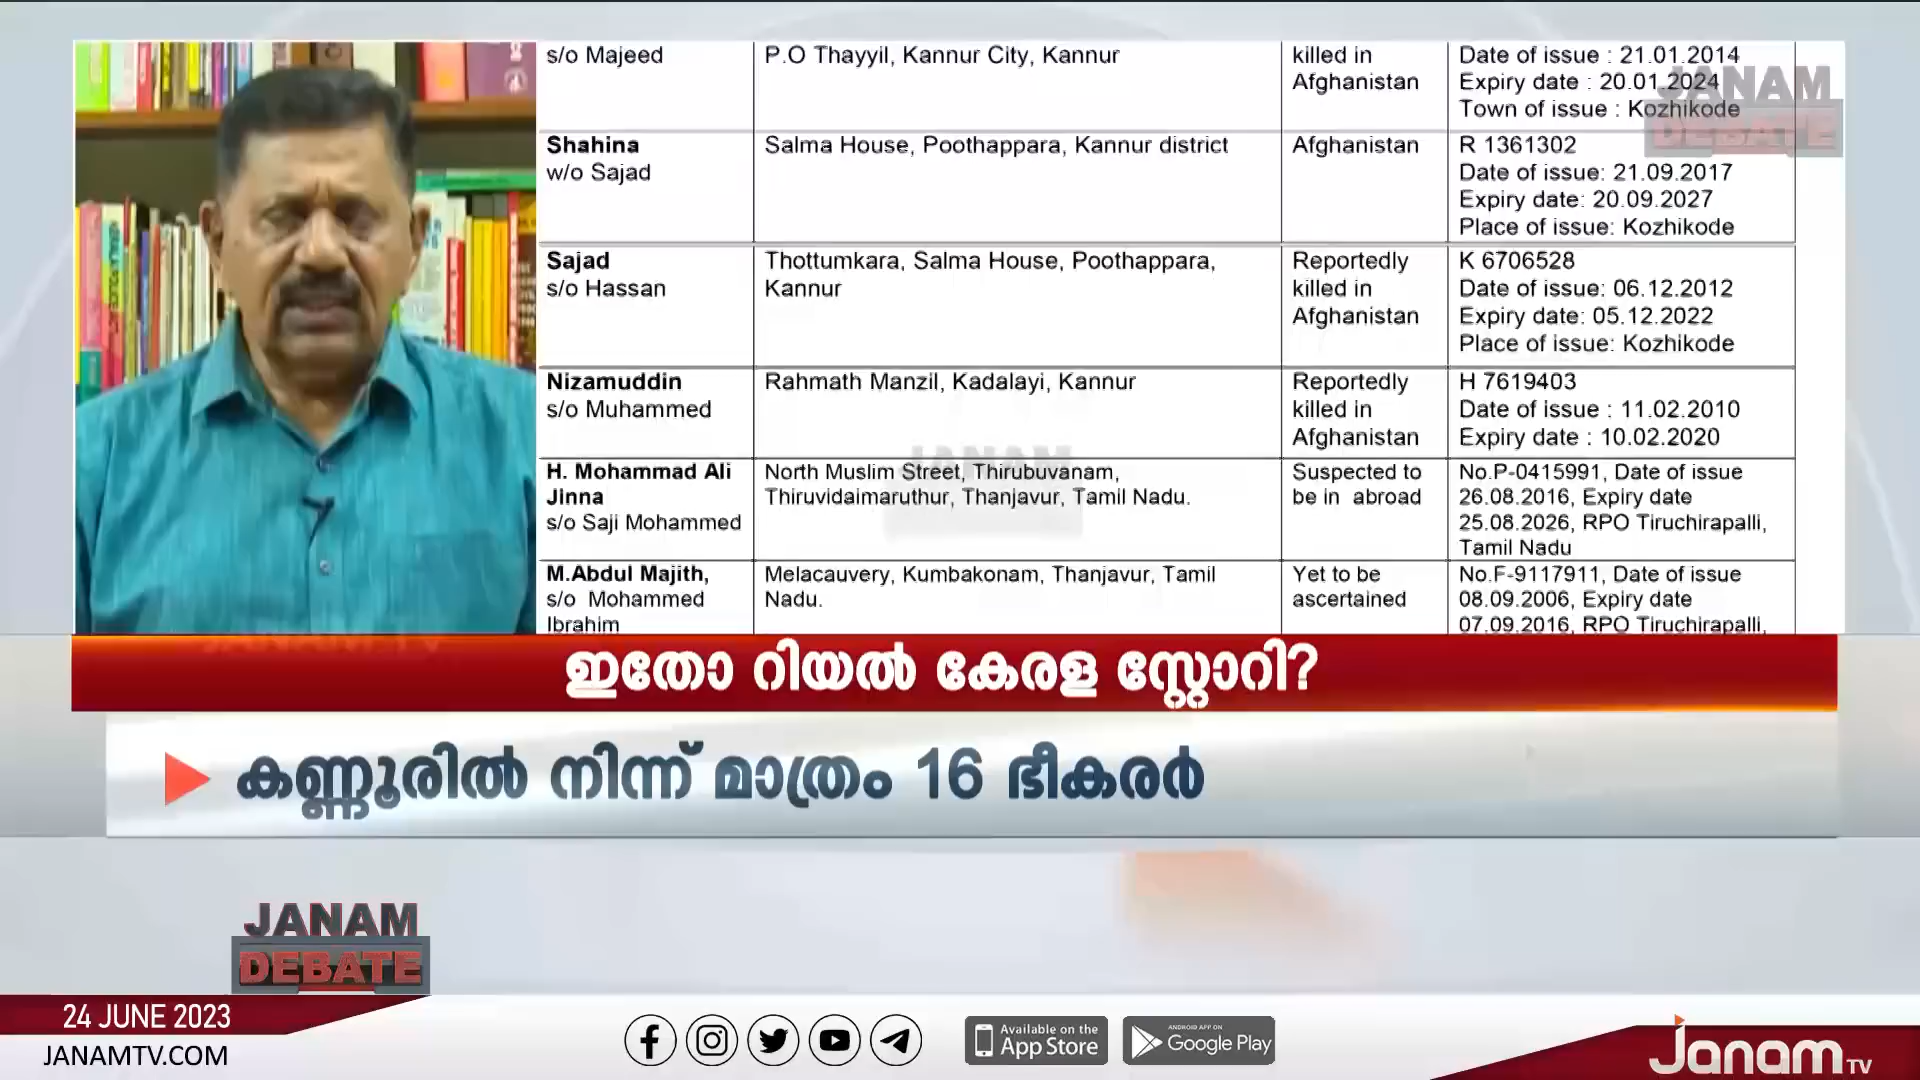 s/o Majeed
P.O Thayyil, Kannur City, Kannur
killed in
Afghanistan
Date of issue : 21.01.2014
Expiry date : 20.01.2024
Town of issue : Kozhikode
JANAM
DEBATE
Shahina
w/o Sajad
Salma House, Poothappara, Kannur district
Afghanistan
R 1361302
Date of issue: 21.09.2017
Expiry date: 20.09.2027
Place of issue: Kozhikode
Sajad
s/o Hassan
Thottumkara, Salma House, Poothappara,
Kannur
Reportedly
killed in
Afghanistan
K 6706528
Date of issue: 06.12.2012
Expiry date: 05.12.2022
Place of issue: Kozhikode
Nizamuddin
s/o Muhammed
Rahmath Manzil, Kadalayi, Kannur
Reportedly
killed in
Afghanistan
H 7619403
Date of issue : 11.02.2010
Expiry date : 10.02.2020
H. Mohammad Ali
Jinna
s/o Saji Mohammed
North Muslim Street, Thirubuvanam,
Thiruvidaimaruthur, Thanjavur, Tamil Nadu.
Suspected to
be in abroad
No.P-0415991, Date of issue
26.08.2016, Expiry date
25.08.2026, RPO Tiruchirapalli,
Tamil Nadu
M.Abdul Majith,
s/o Mohammed
Ibrahim
Melacauvery, Kumbakonam, Thanjavur, Tamil
Nadu.
Yet to be
ascertained
No.F-9117911, Date of issue
08.09.2006, Expiry date
07.09.2016, RPO Tiruchirapalli,
JANAM
JANAM TV
ഇതോ റിയൽ കേരള സ്റ്റോറി?
കണ്ണൂരിൽ നിന്ന് മാത്രം 16 ഭീകരർ
JANAM
DEBATE
24 JUNE 2023
JANAMTV.COM
Available on the
App Store
ANDROID APP ON
Google Play
Janam TV